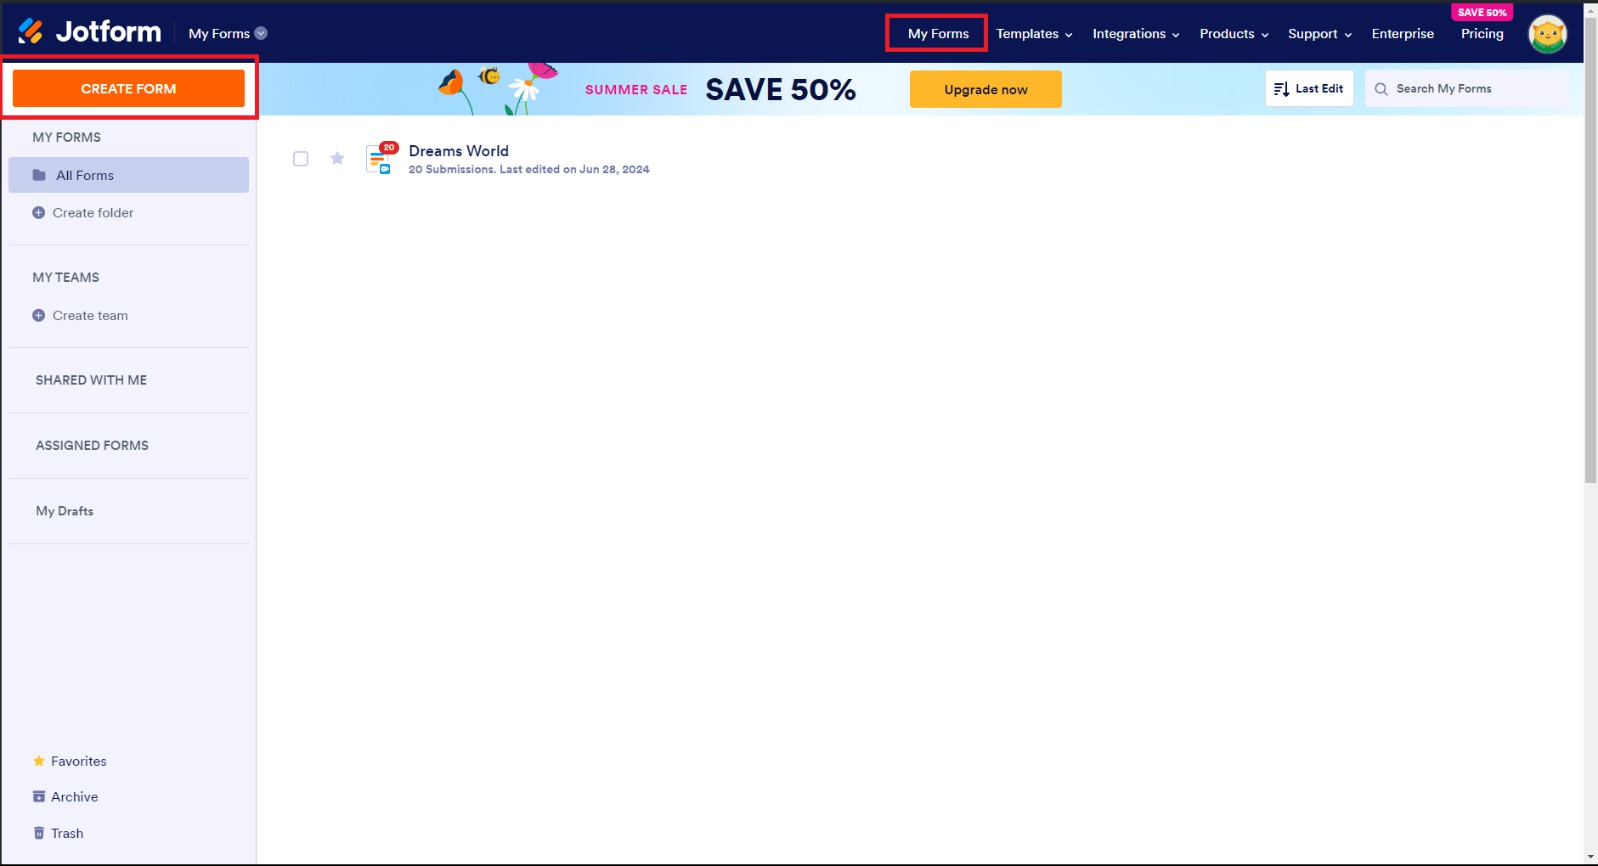 Jotform
My Forms
My Forms
Templates
Integrations
Products
Support
Enterprise
SAVE 50%
Pricing
CREATE FORM
SUMMER SALE
SAVE 50%
Upgrade now
Last Edit
Search My Forms
MY FORMS
All Forms
Create folder
MY TEAMS
Create team
SHARED WITH ME
ASSIGNED FORMS
My Drafts
Favorites
Archive
Trash
20
Dreams World
20 Submissions. Last edited on Jun 28, 2024